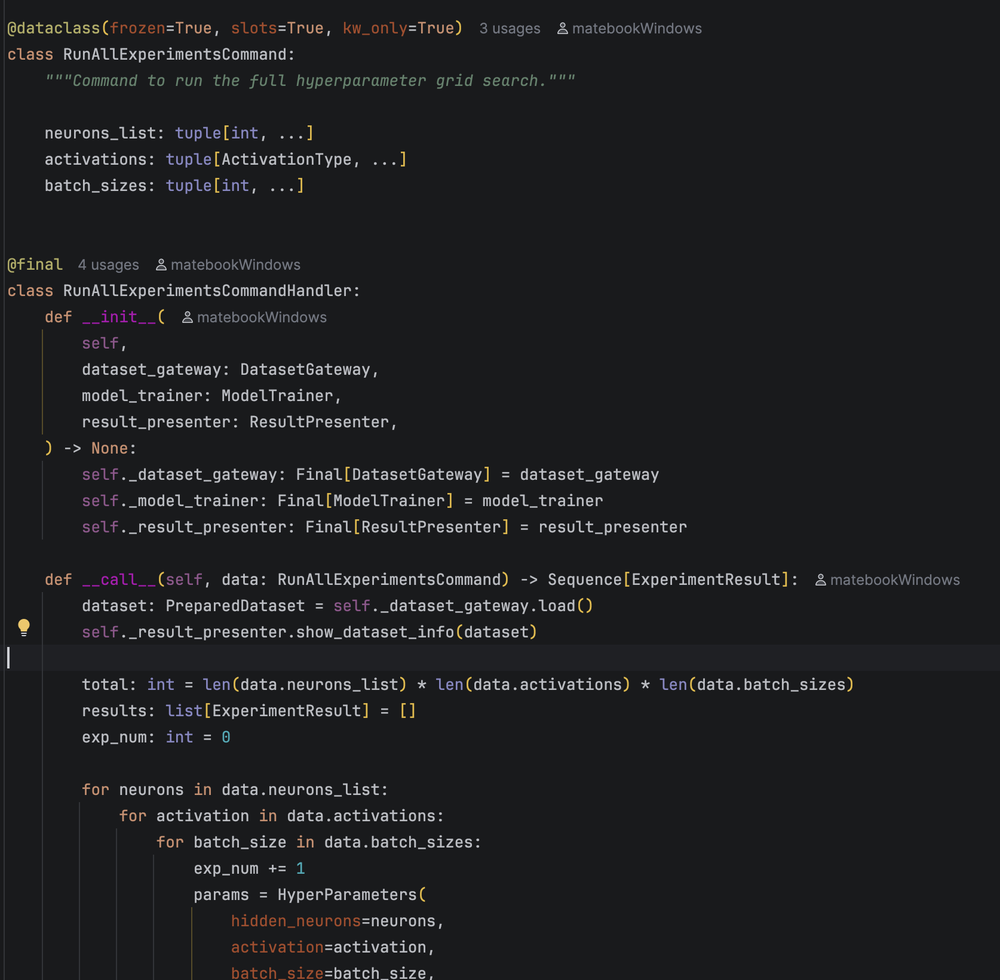 @dataclass(frozen=True, slots=True, kw_only=True) 3 usages matebookWindows
class RunAllExperimentsCommand:
    """Command to run the full hyperparameter grid search."""
    neurons_list: tuple[int, ...]
    activations: tuple[ActivationType, ...]
    batch_sizes: tuple[int, ...]
@final 4 usages matebookWindows
class RunAllExperimentsCommandHandler:
    def __init__( matebookWindows
        self,
        dataset_gateway: DatasetGateway,
        model_trainer: ModelTrainer,
        result_presenter: ResultPresenter,
    ) -> None:
        self._dataset_gateway: Final[DatasetGateway] = dataset_gateway
        self._model_trainer: Final[ModelTrainer] = model_trainer
        self._result_presenter: Final[ResultPresenter] = result_presenter
    def __call__(self, data: RunAllExperimentsCommand) -> Sequence[ExperimentResult]: matebookWindows
        dataset: PreparedDataset = self._dataset_gateway.load()
        self._result_presenter.show_dataset_info(dataset)
        total: int = len(data.neurons_list) * len(data.activations) * len(data.batch_sizes)
        results: list[ExperimentResult] = []
        exp_num: int = 0
        for neurons in data.neurons_list:
            for activation in data.activations:
                for batch_size in data.batch_sizes:
                    exp_num += 1
                    params = HyperParameters(
                        hidden_neurons=neurons,
                        activation=activation,
                        batch_size=batch_size,